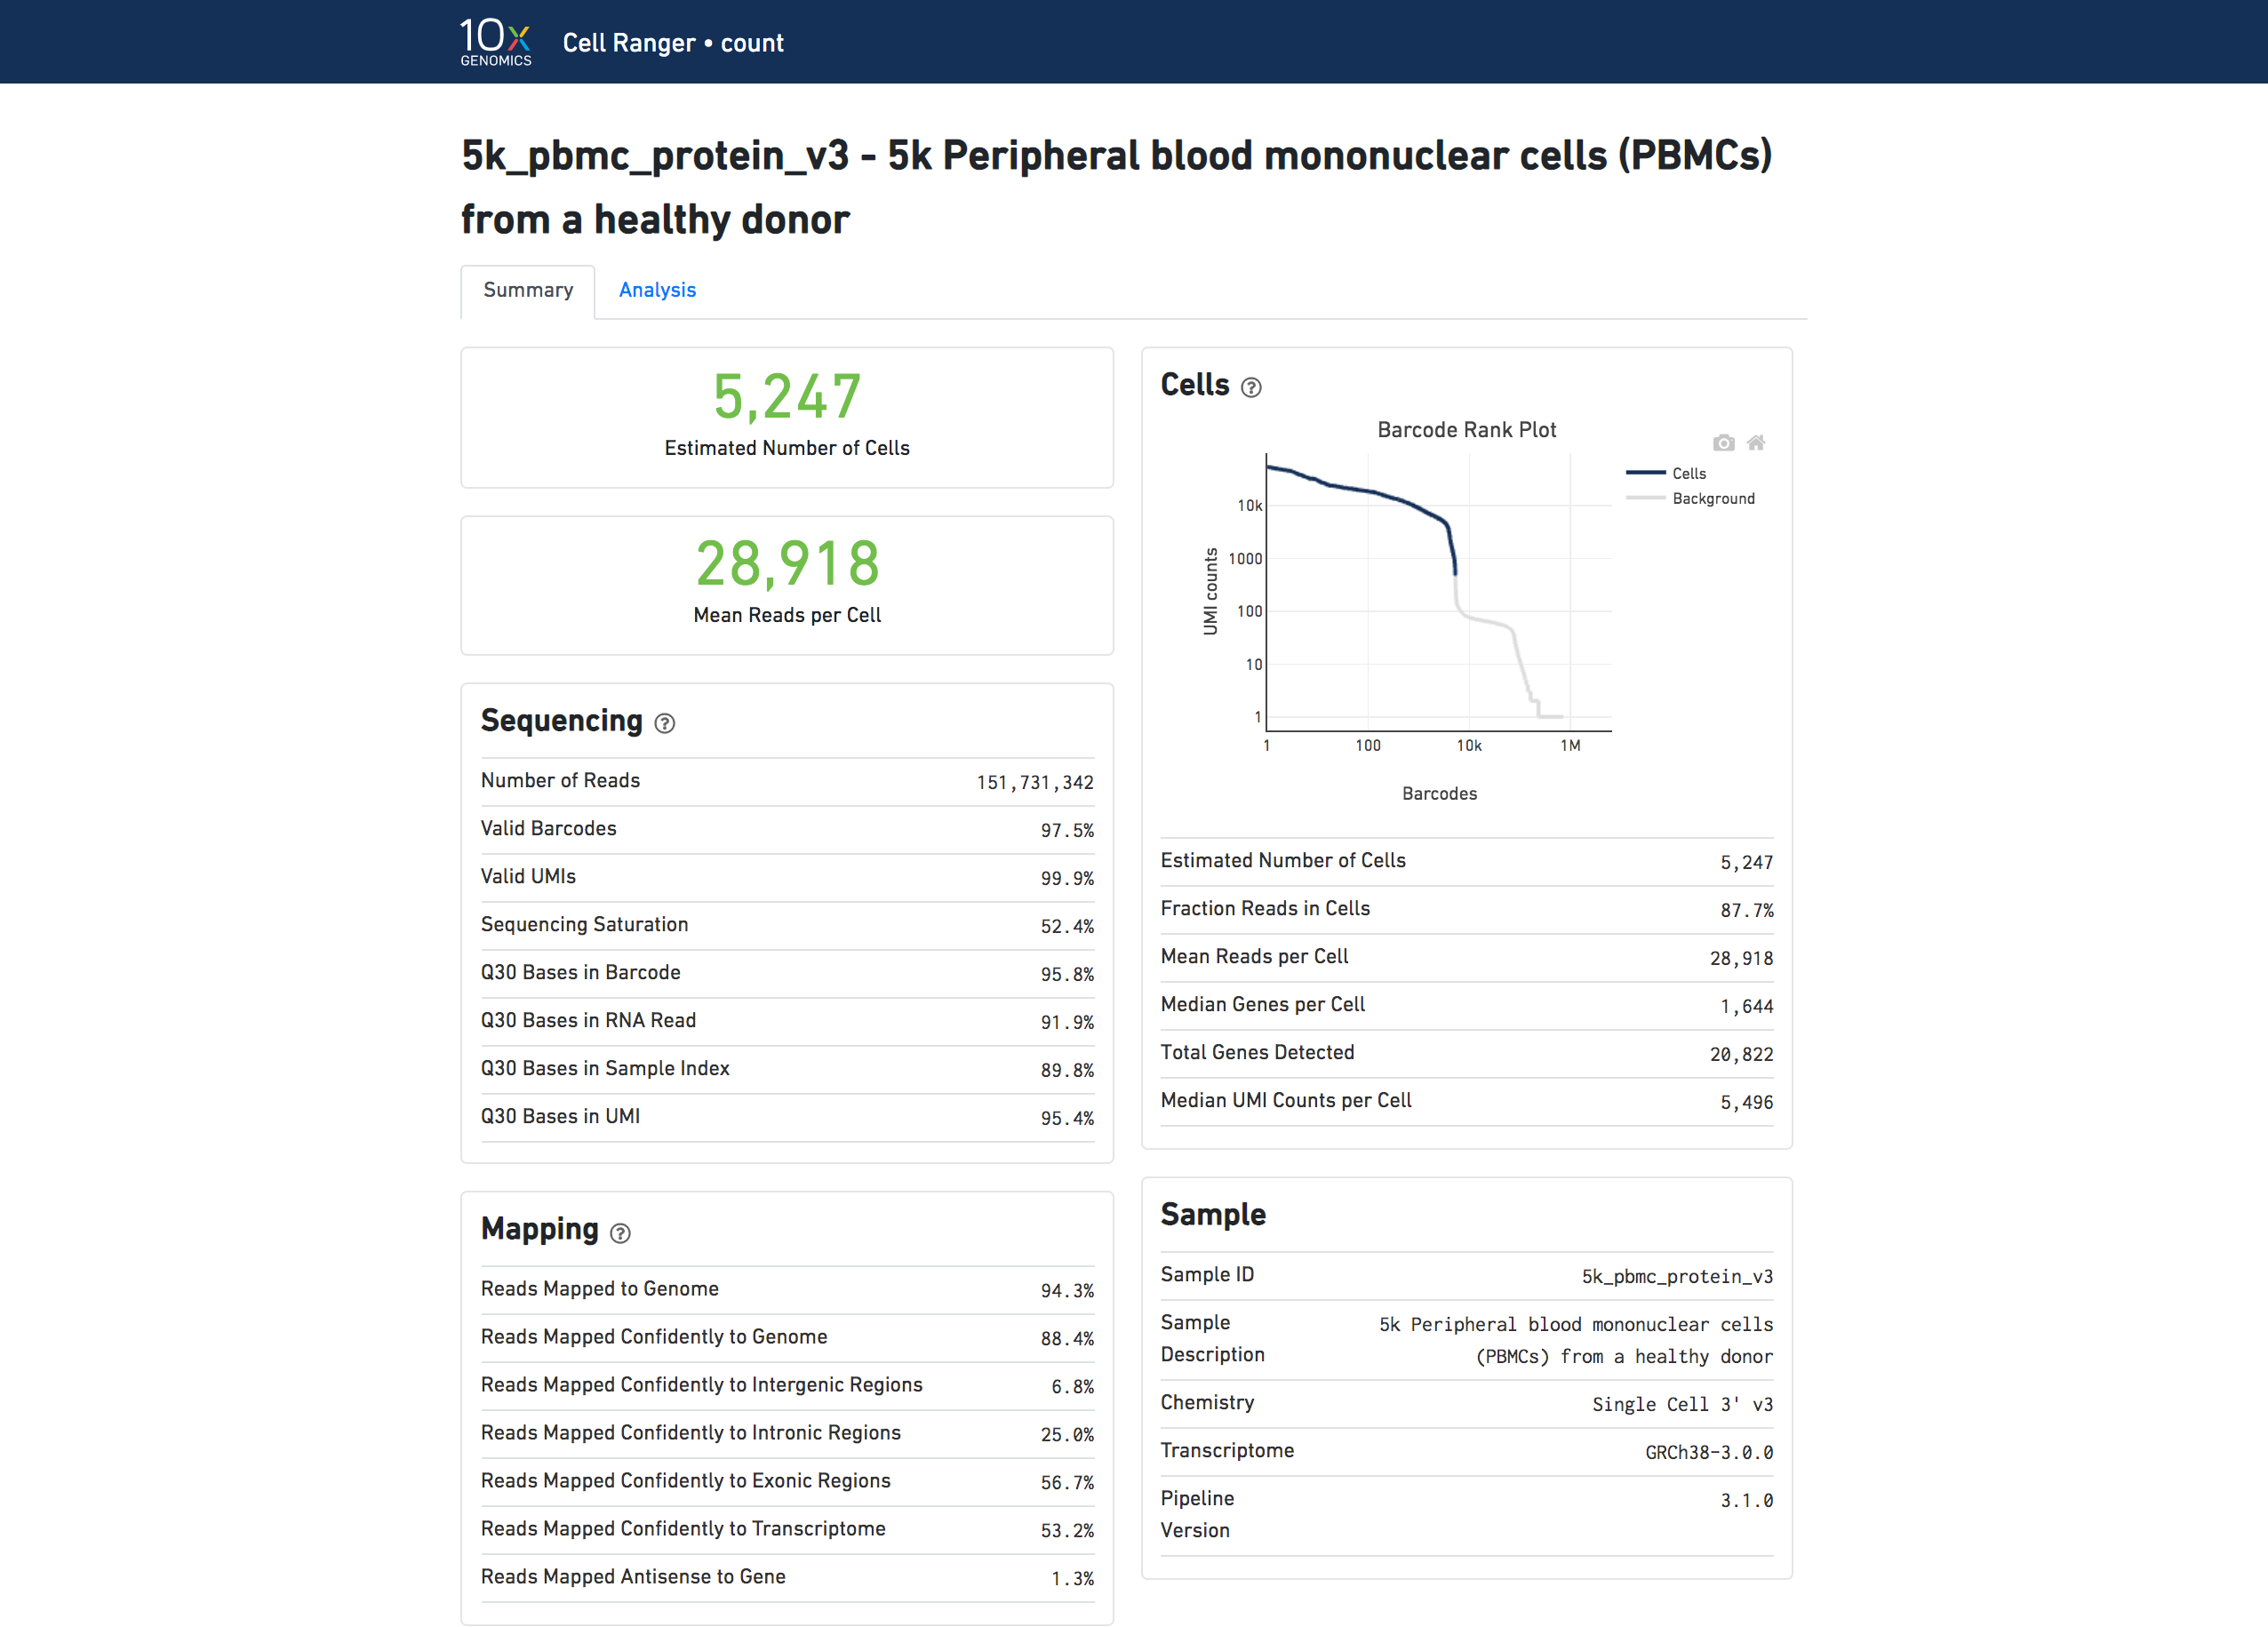 10x
GENOMICS
Cell Ranger • count
5k_pbmc_protein_v3 - 5k Peripheral blood mononuclear cells (PBMCs)
from a healthy donor
Summary
Analysis
5,247
Estimated Number of Cells
28,918
Mean Reads per Cell
Sequencing ?
Number of Reads 151,731,342
Valid Barcodes 97.5%
Valid UMIs 99.9%
Sequencing Saturation 52.4%
Q30 Bases in Barcode 95.8%
Q30 Bases in RNA Read 91.9%
Q30 Bases in Sample Index 89.8%
Q30 Bases in UMI 95.4%
Mapping ?
Reads Mapped to Genome 94.3%
Reads Mapped Confidently to Genome 88.4%
Reads Mapped Confidently to Intergenic Regions 6.8%
Reads Mapped Confidently to Intronic Regions 25.0%
Reads Mapped Confidently to Exonic Regions 56.7%
Reads Mapped Confidently to Transcriptome 53.2%
Reads Mapped Antisense to Gene 1.3%
Cells ?
Barcode Rank Plot
Cells
Background
UMI counts
10k
1000
100
10
1
1 100 10k 1M
Barcodes
Estimated Number of Cells 5,247
Fraction Reads in Cells 87.7%
Mean Reads per Cell 28,918
Median Genes per Cell 1,644
Total Genes Detected 20,822
Median UMI Counts per Cell 5,496
Sample
Sample ID 5k_pbmc_protein_v3
Sample 5k Peripheral blood mononuclear cells
Description (PBMCs) from a healthy donor
Chemistry Single Cell 3' v3
Transcriptome GRCh38-3.0.0
Pipeline 3.1.0
Version